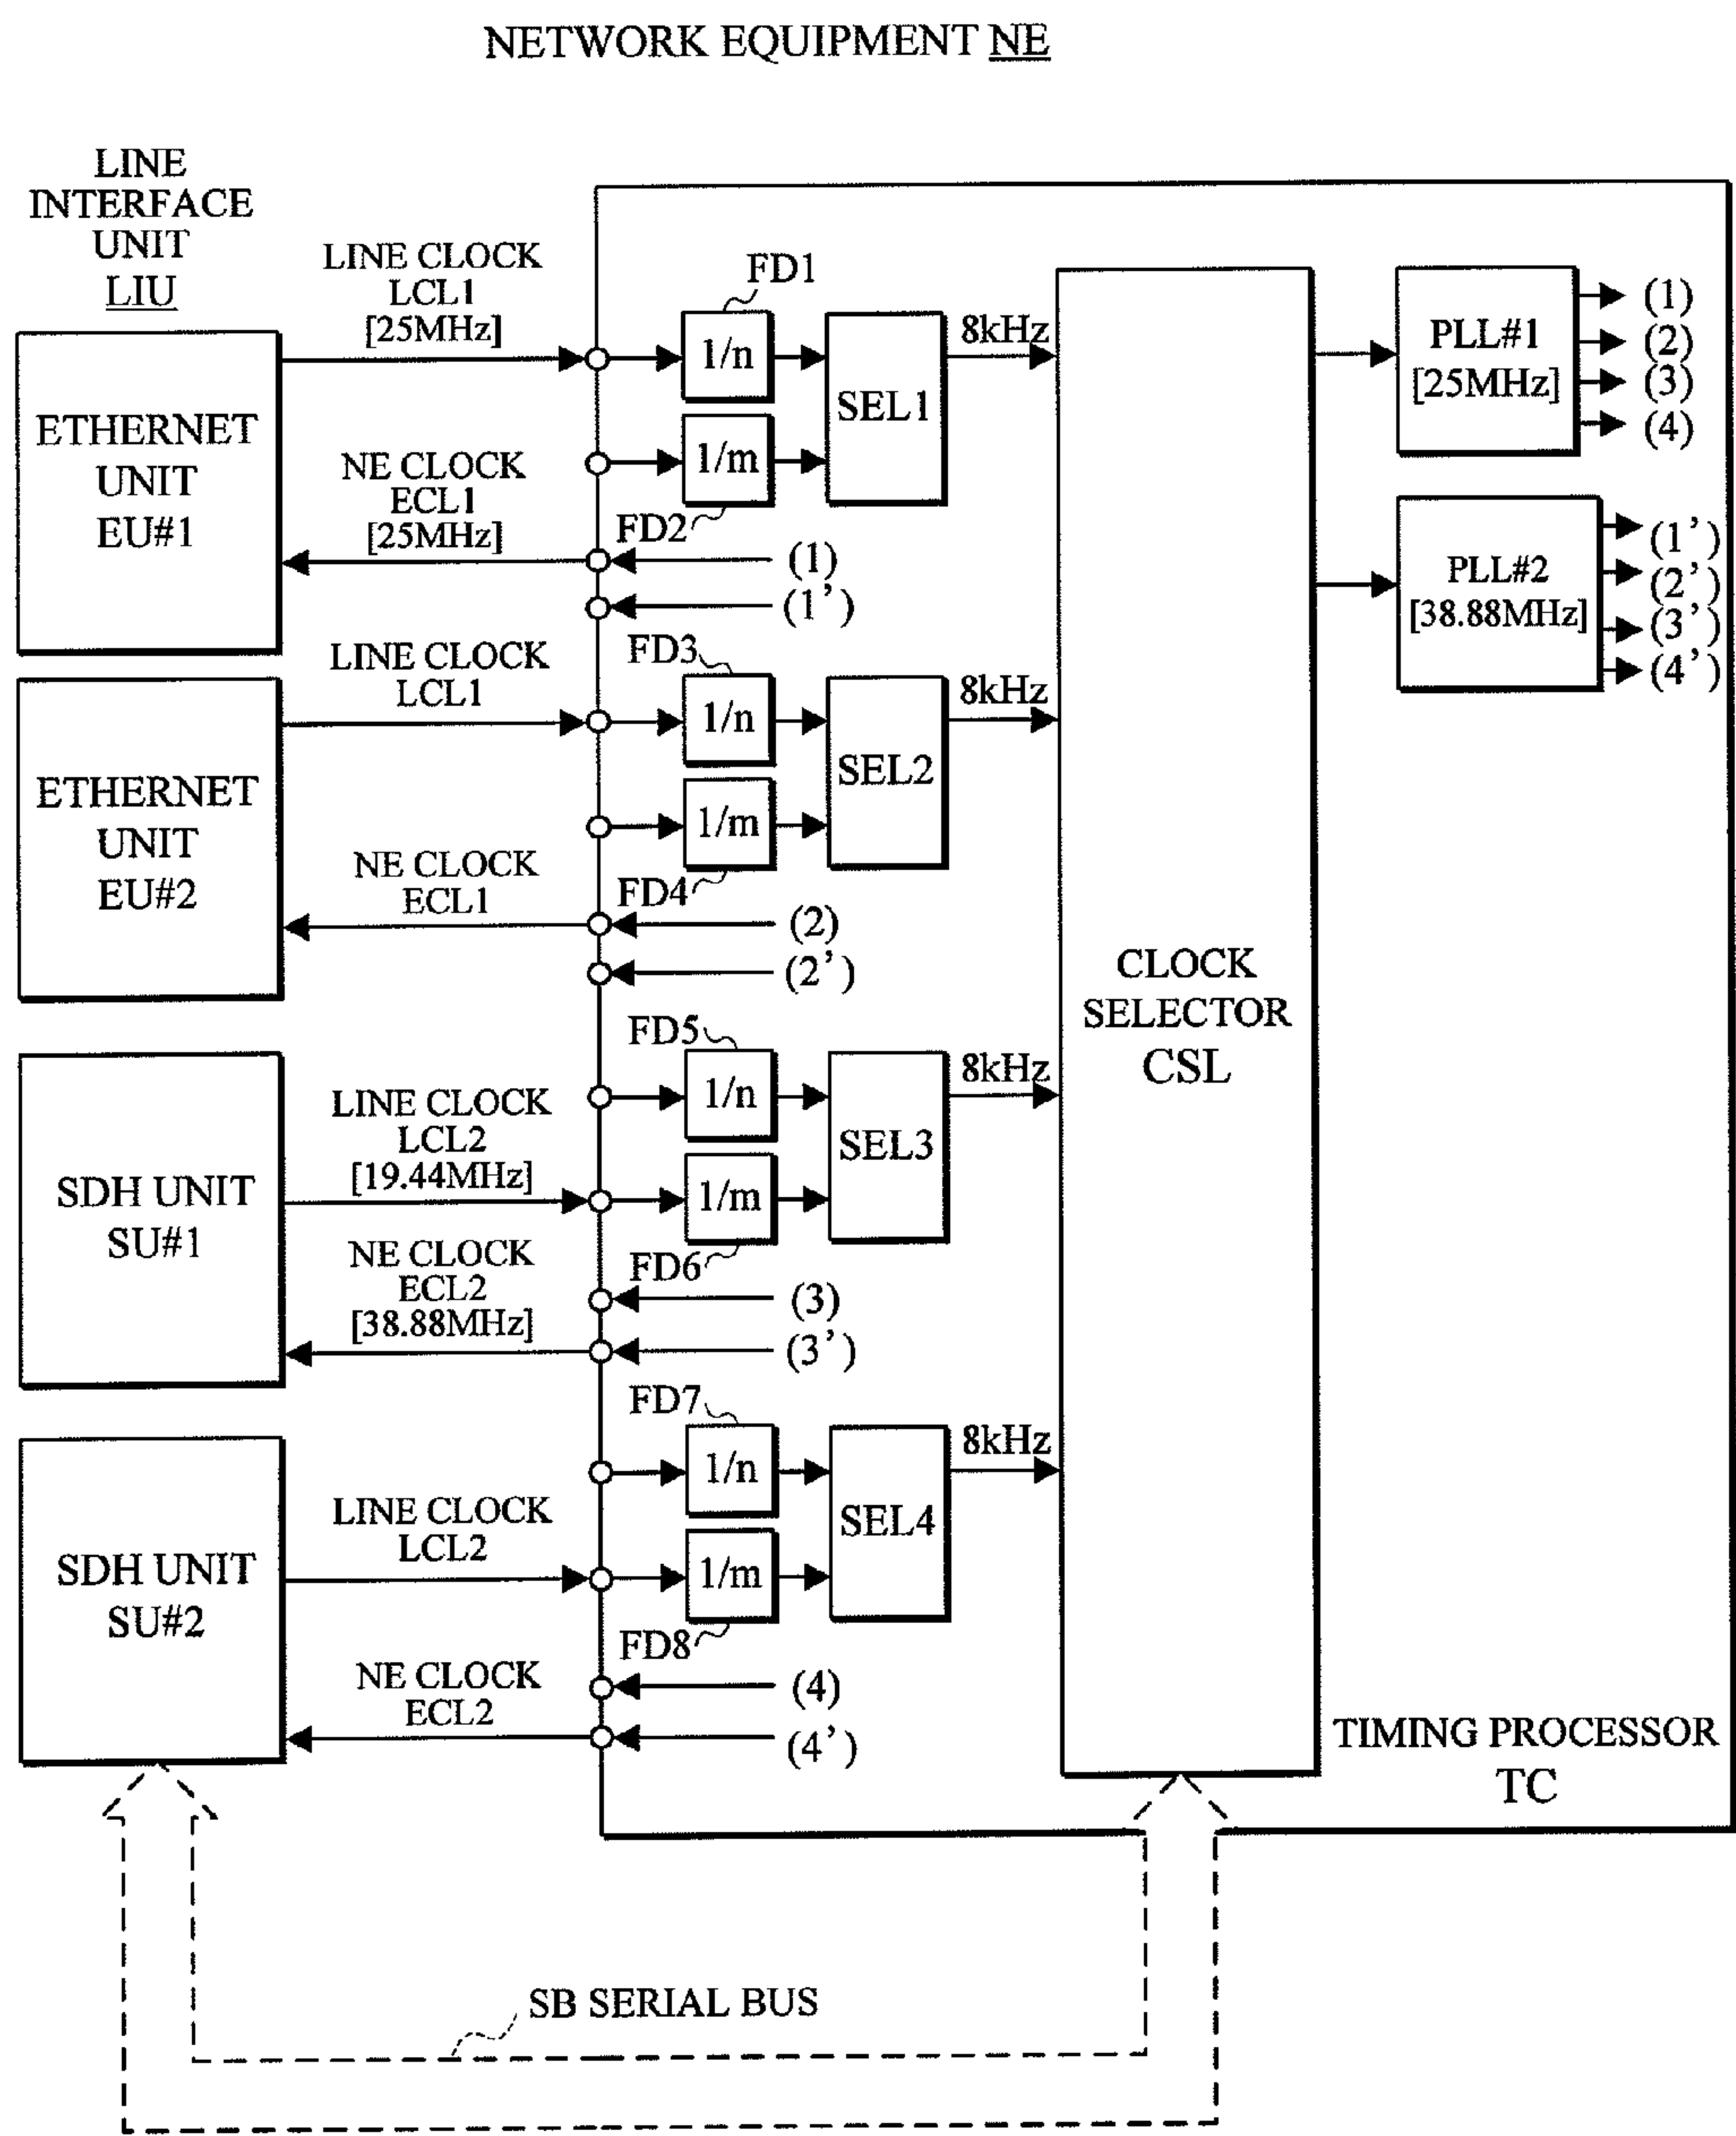 NETWORK EQUIPMENT NE
LINE
INTERFACE
UNIT
LIU
LINE CLOCK
LCL1
[25MHz]
FD1
1/n
SEL1
8kHz
1/m
FD2
ETHERNET
UNIT
EU#1
NE CLOCK
ECL1
[25MHz]
(1)
(1')
PLL#1
[25MHz]
(1)
(2)
(3)
(4)
PLL#2
[38.88MHz]
(1')
(2')
(3')
(4')
LINE CLOCK
LCL1
FD3
1/n
SEL2
8kHz
1/m
FD4
ETHERNET
UNIT
EU#2
NE CLOCK
ECL1
(2)
(2')
CLOCK
SELECTOR
CSL
FD5
1/n
SEL3
8kHz
LINE CLOCK
LCL2
[19.44MHz]
1/m
FD6
SDH UNIT
SU#1
NE CLOCK
ECL2
[38.88MHz]
(3)
(3')
FD7
1/n
SEL4
8kHz
LINE CLOCK
LCL2
1/m
FD8
SDH UNIT
SU#2
NE CLOCK
ECL2
(4)
(4')
TIMING PROCESSOR
TC
SB SERIAL BUS